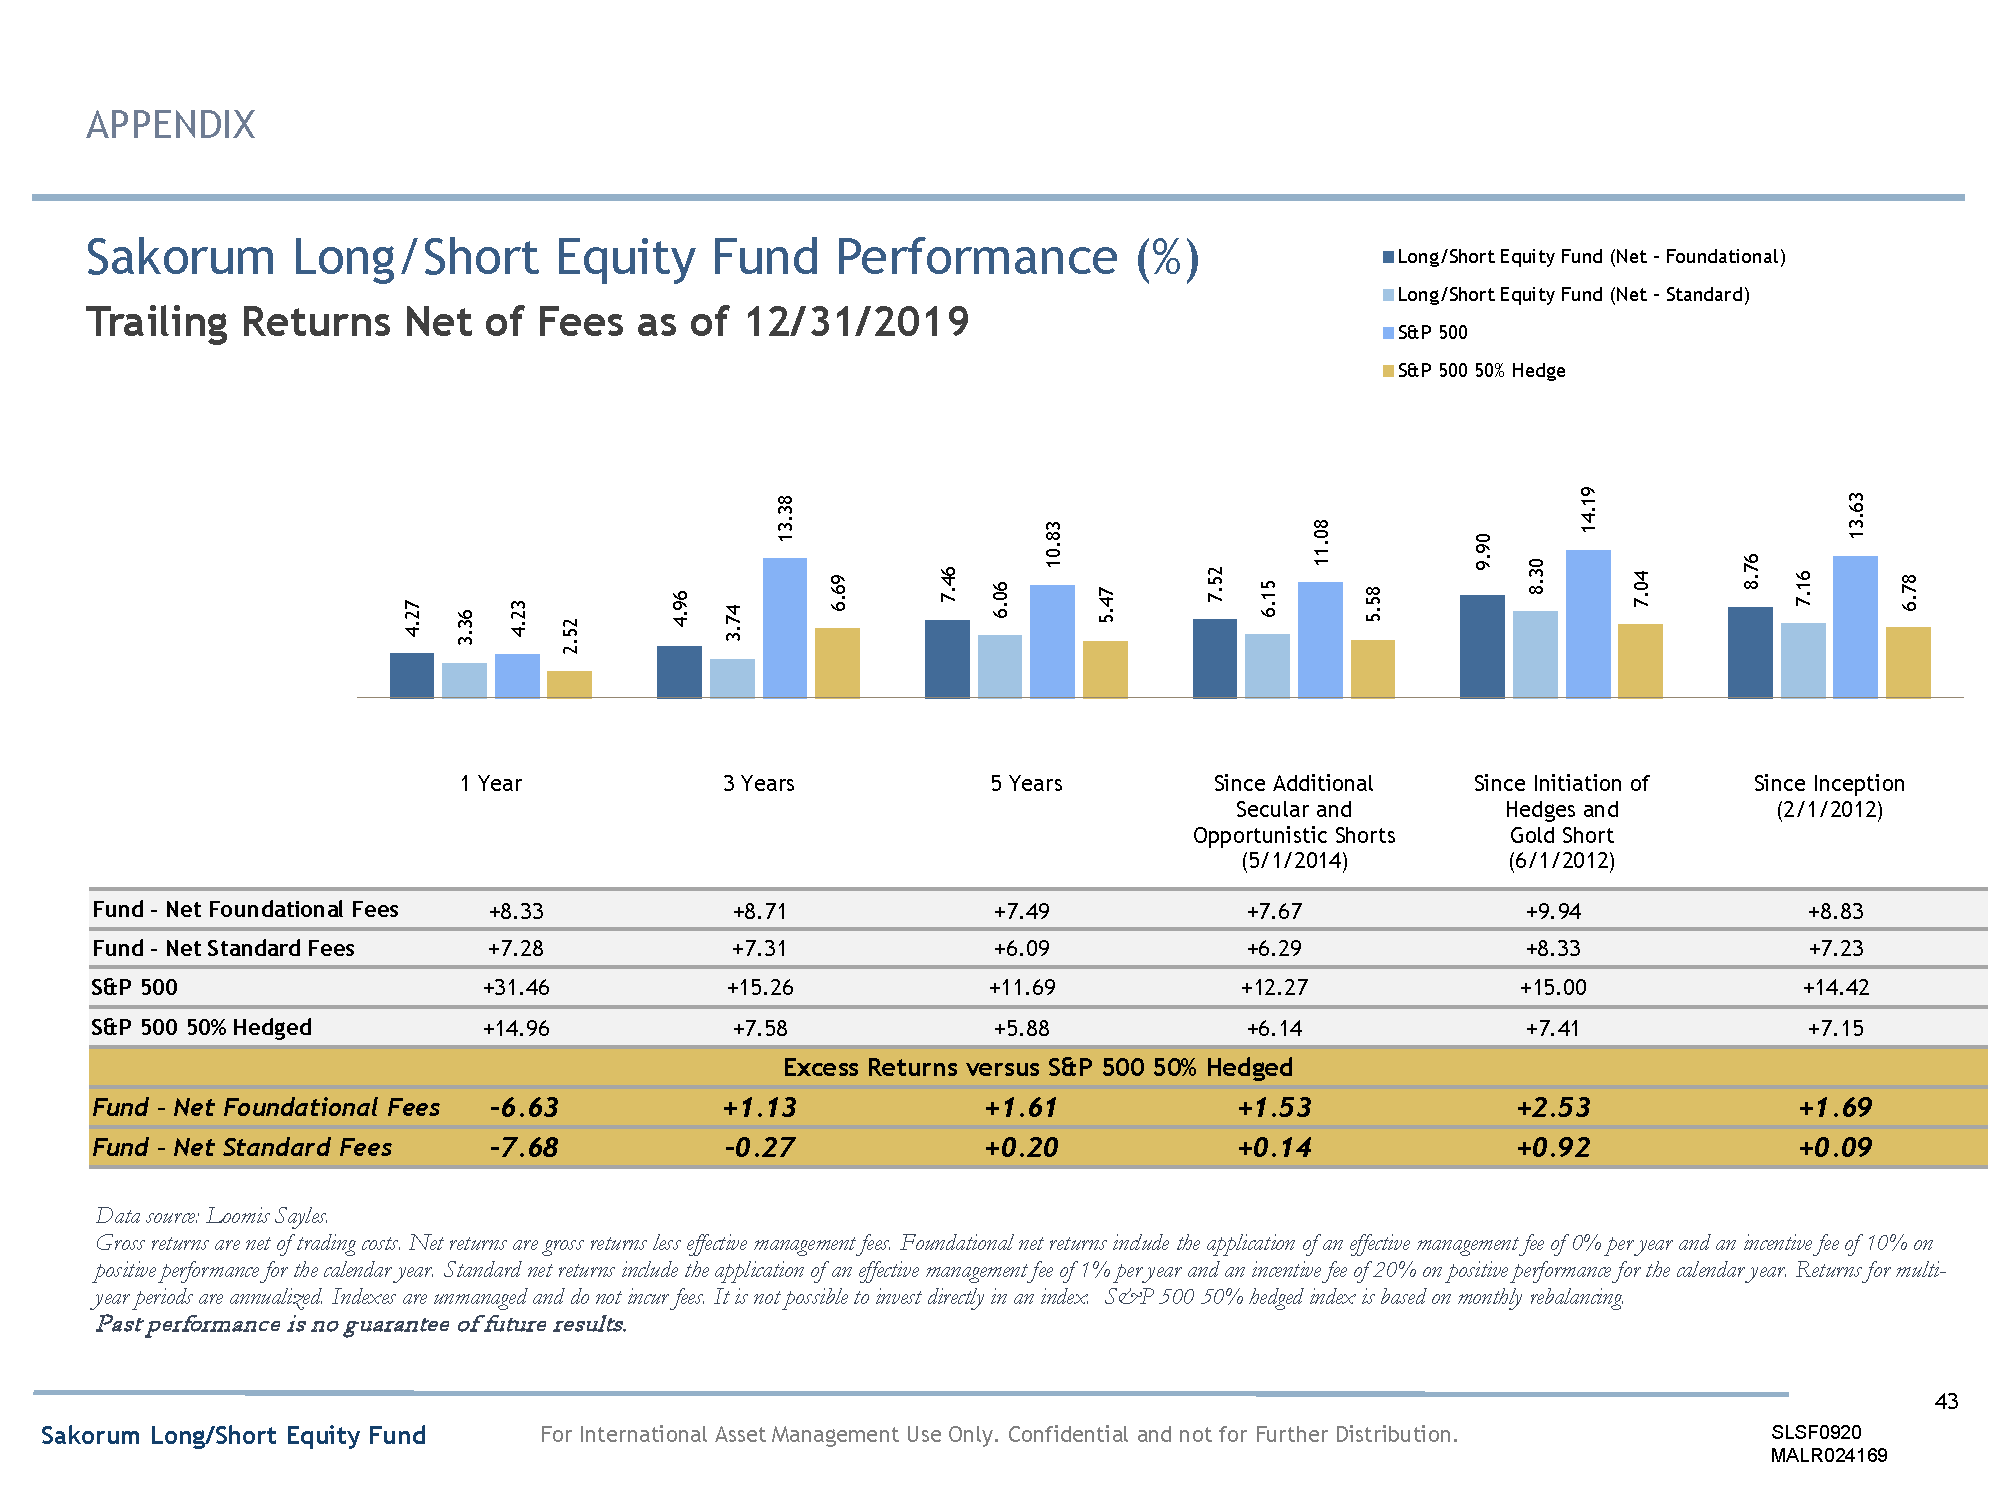 APPENDIX
Sakorum Long/Short Equity Fund Performance (%)
Trailing Returns Net of Fees as of 12/31/2019
Long/Short Equity Fund (Net - Foundational)
Long/Short Equity Fund (Net - Standard)
S&P 500
S&P 500 50% Hedge
4.27 3.36 4.23 2.52 4.96 3.74 13.38 6.69 7.46 6.06 10.83 5.47 7.52 6.15 11.08 5.58 9.90 8.30 14.19 7.04 8.76 7.16 13.63 6.78
1 Year 3 Years 5 Years Since Additional Since Initiation of Since Inception
Secular and Hedges and (2/1/2012)
Opportunistic Shorts Gold Short
(5/1/2014) (6/1/2012)
Fund - Net Foundational Fees +8.33 +8.71 +7.49 +7.67 +9.94 +8.83
Fund - Net Standard Fees +7.28 +7.31 +6.09 +6.29 +8.33 +7.23
S&P 500 +31.46 +15.26 +11.69 +12.27 +15.00 +14.42
S&P 500 50% Hedged +14.96 +7.58 +5.88 +6.14 +7.41 +7.15
Excess Returns versus S&P 500 50% Hedged
Fund - Net Foundational Fees -6.63 +1.13 +1.61 +1.53 +2.53 +1.69
Fund - Net Standard Fees -7.68 -0.27 +0.20 +0.14 +0.92 +0.09
Data source: Loomis Sayles.
Gross returns are net of trading costs. Net returns are gross returns less effective management fees. Foundational net returns include the application of an effective management fee of 0% per year and an incentive fee of 10% on
positive performance for the calendar year. Standard net returns include the application of an effective management fee of 1% per year and an incentive fee of 20% on positive performance for the calendar year. Returns for multi-
year periods are annualized. Indexes are unmanaged and do not incur fees. It is not possible to invest directly in an index. S&P 500 50% hedged index is based on monthly rebalancing.
Past performance is no guarantee of future results.
43
Sakorum Long/Short Equity Fund
For International Asset Management Use Only. Confidential and not for Further Distribution.
SLSF0920
MALR024169